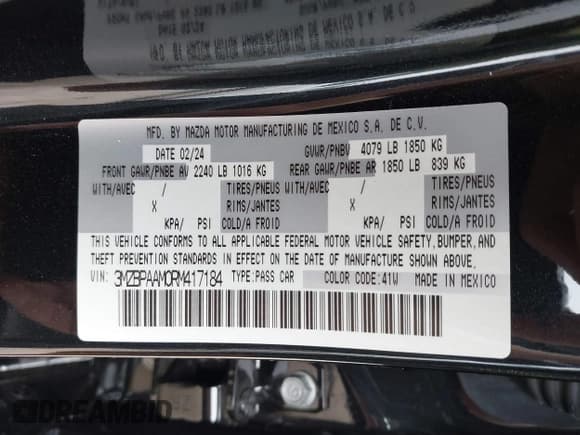 MFD. BY MAZDA MOTOR MANUFACTURING DE MEXICO S.A. DE C.V.
DATE 02/24 GVWR/PNBV 4079 LB 1850 KG
FRONT GAWR/PNBE AV 2240 LB 1016 KG REAR GAWR/PNBE AR 1850 LB 839 KG
WITH/AVEC / TIRES/PNEUS WITH/AVEC / TIRES/PNEUS
X RIMS/JANTES X RIMS/JANTES
KPA/ PSI COLD/A FROID KPA/ PSI COLD/A FROID
THIS VEHICLE CONFORMS TO ALL APPLICABLE FEDERAL MOTOR VEHICLE SAFETY, BUMPER, AND
THEFT PREVENTION STANDARDS IN EFFECT ON THE DATE OF MANUFACTURE SHOWN ABOVE.
VIN: 3MZBPAAM0RM417184 TYPE:PASS CAR COLOR CODE:41W MADE IN MEXICO
DREAMBID